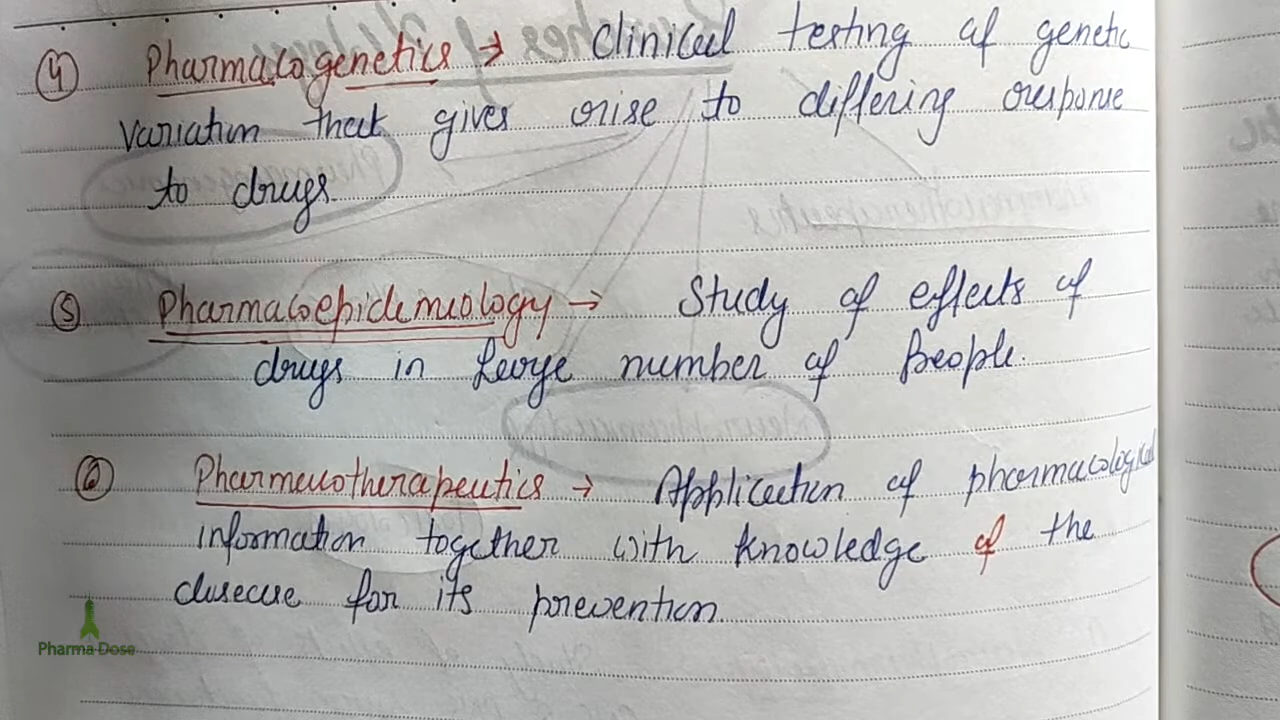 ④ Pharmacogenetics → Clinical testing of genetic
variation that gives rise to differing response
to drugs.
⑤ Pharmacoepidemiology → Study of effects of
drugs in Large number of People.
⑥ Pharmacotherapeutics → Application of pharmacological
information together with knowledge of the
disease for its prevention.
Pharma Dose